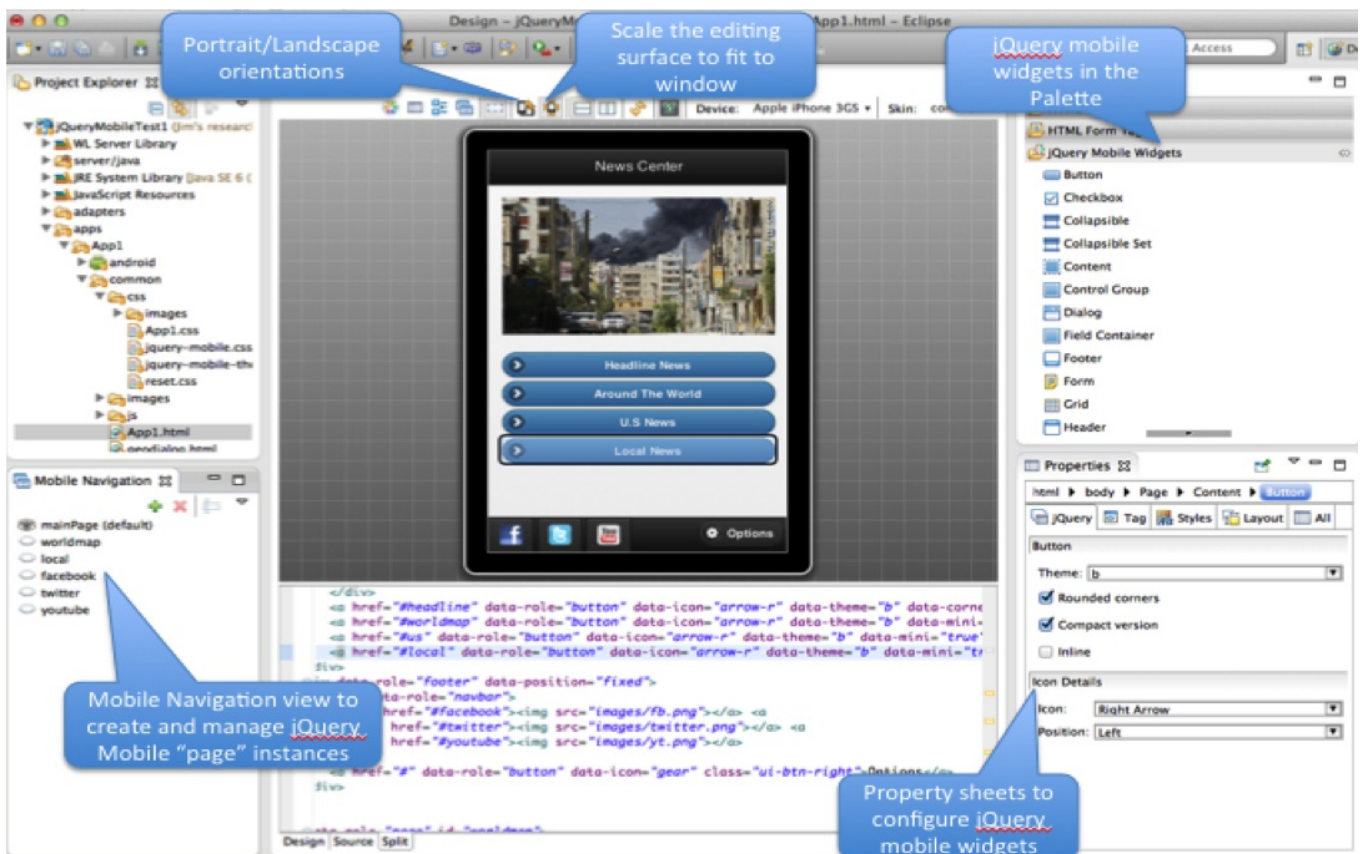 Design – jQueryM
App1.html – Eclipse
Portrait/Landscape
orientations
Scale the editing
surface to fit to
window
jQuery mobile
widgets in the
Palette
Access
Project Explorer
jQueryMobileTest1 (Jim's researc
WL Server Library
server/java
JRE System Library (Java SE 6 (
JavaScript Resources
adapters
apps
App1
android
common
css
images
App1.css
jquery-mobile.css
jquery-mobile-the
reset.css
images
js
App1.html
Device: Apple iPhone 3GS
Skin:
News Center
Headline News
Around The World
U.S News
Local News
Options
HTML Form
jQuery Mobile Widgets
Button
Checkbox
Collapsible
Collapsible Set
Content
Control Group
Dialog
Field Container
Footer
Form
Grid
Header
Mobile Navigation
mainPage (default)
worldmap
local
facebook
twitter
youtube
Mobile Navigation view to
create and manage jQuery
Mobile “page” instances
</div>
<a href="#headline" data-role="button" data-icon="arrow-r" data-theme="b" data-corne
<a href="#worldmap" data-role="button" data-icon="arrow-r" data-theme="b" data-mini=
<a href="#us" data-role="button" data-icon="arrow-r" data-theme="b" data-mini="true"
<a href="#local" data-role="button" data-icon="arrow-r" data-theme="b" data-mini="tr
div>
data-role="footer" data-position="fixed">
ta-role="navbar">
href="#facebook"><img src="images/fb.png"></a> <a
href="#twitter"><img src="images/twitter.png"></a> <a
href="#youtube"><img src="images/yt.png"></a>
<a href="#" data-role="button" data-icon="gear" class="ui-btn-right">Options</a>
div>
Design Source Split
Properties
html body Page Content Button
jQuery Tag Styles Layout All
Button
Theme: b
Rounded corners
Compact version
Inline
Icon Details
Icon: Right Arrow
Position: Left
Property sheets to
configure jQuery
mobile widgets